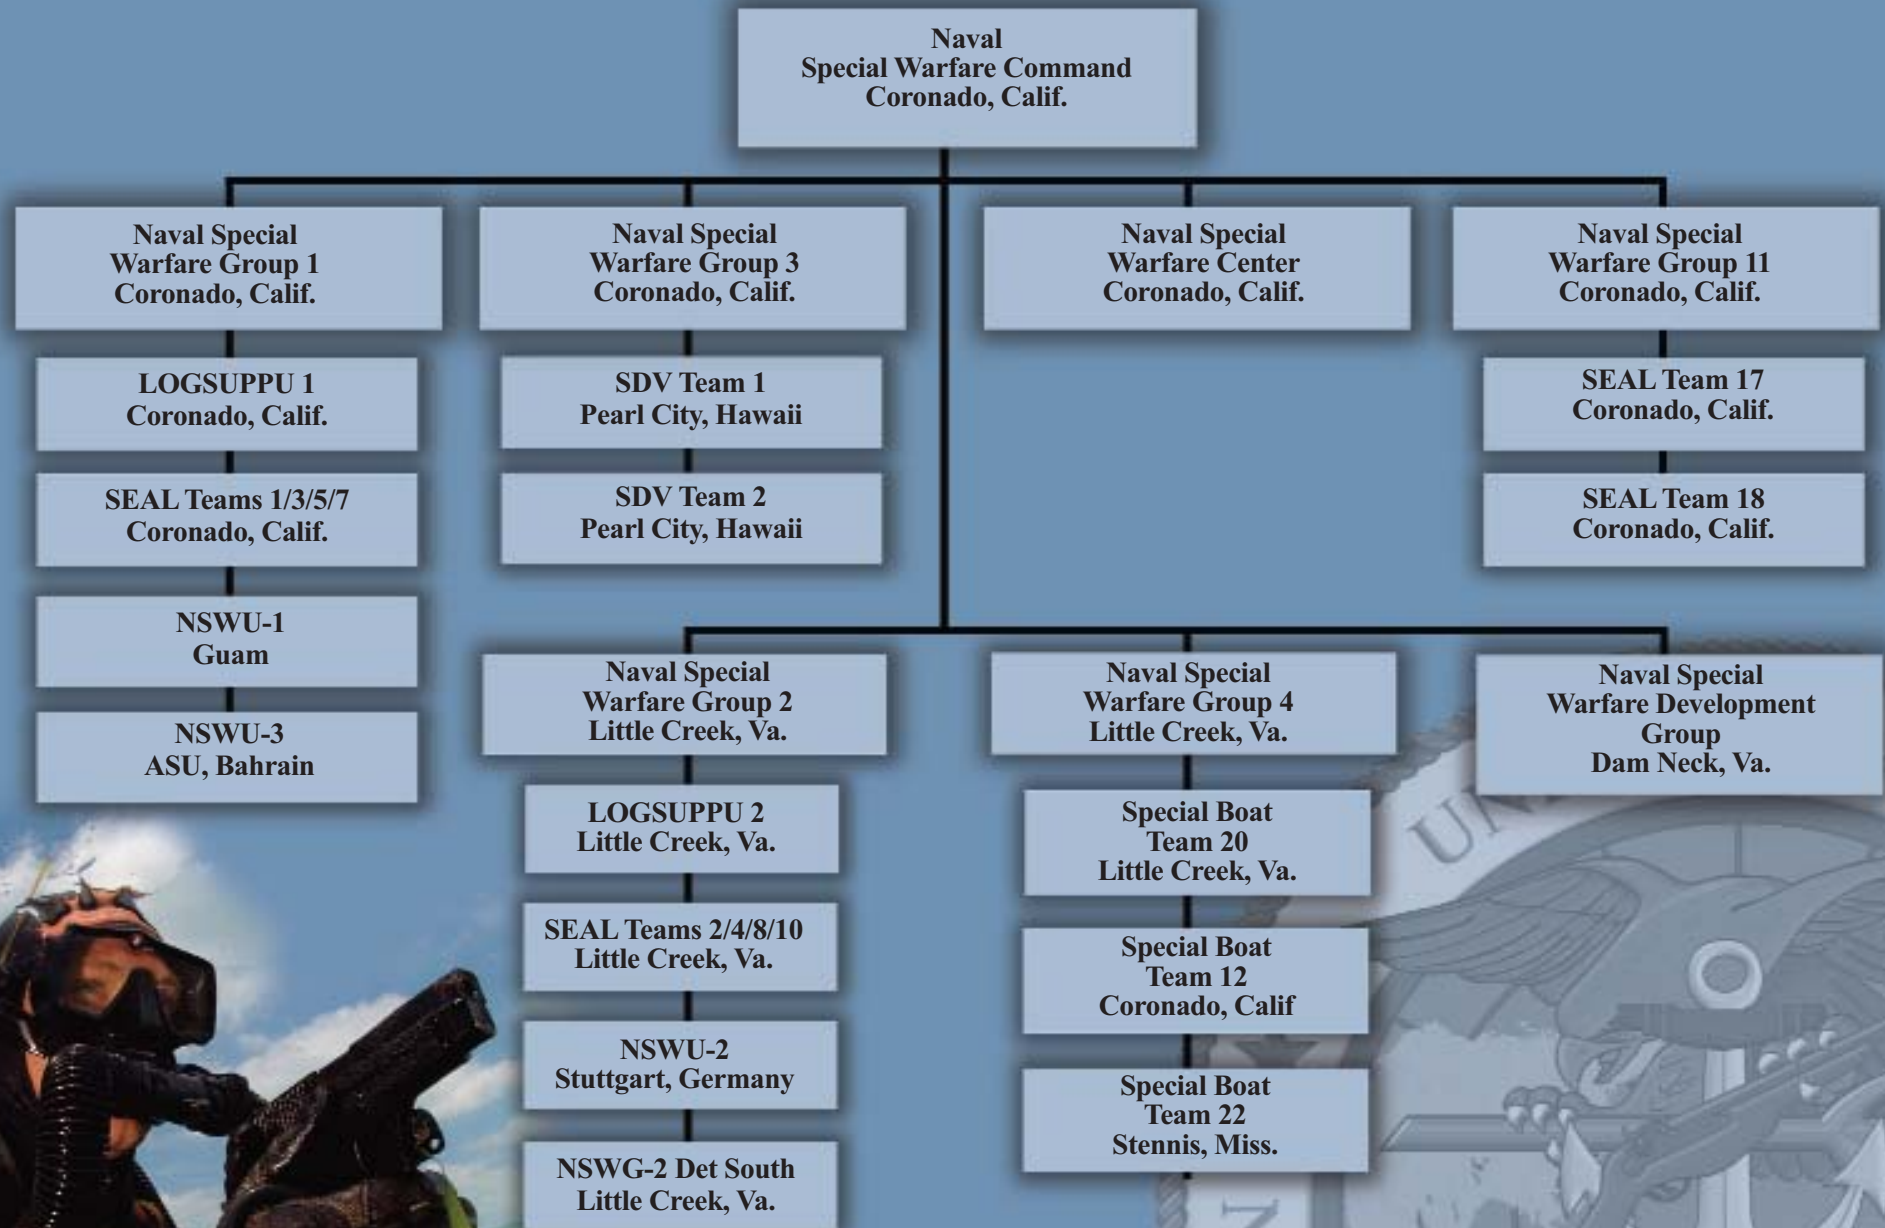 Naval
Special Warfare Command
Coronado, Calif.
Naval Special
Warfare Group 1
Coronado, Calif.
LOGSUPPU 1
Coronado, Calif.
SEAL Teams 1/3/5/7
Coronado, Calif.
NSWU-1
Guam
NSWU-3
ASU, Bahrain
Naval Special
Warfare Group 3
Coronado, Calif.
SDV Team 1
Pearl City, Hawaii
SDV Team 2
Pearl City, Hawaii
Naval Special
Warfare Center
Coronado, Calif.
Naval Special
Warfare Group 11
Coronado, Calif.
SEAL Team 17
Coronado, Calif.
SEAL Team 18
Coronado, Calif.
Naval Special
Warfare Group 2
Little Creek, Va.
LOGSUPPU 2
Little Creek, Va.
SEAL Teams 2/4/8/10
Little Creek, Va.
NSWU-2
Stuttgart, Germany
NSWG-2 Det South
Little Creek, Va.
Naval Special
Warfare Group 4
Little Creek, Va.
Special Boat
Team 20
Little Creek, Va.
Special Boat
Team 12
Coronado, Calif
Special Boat
Team 22
Stennis, Miss.
Naval Special
Warfare Development
Group
Dam Neck, Va.